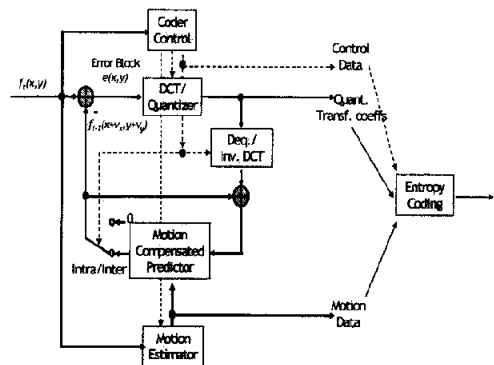 Coder
Control
Control
Data
Error Block
e(x,y)
f_t(x,y)
DCT/
Quantizer
Quant.
Transf. coeffs
f_{t-1}(x+v_x,y+v_y)
Deq./
Inv. DCT
Entropy
Coding
0
Motion
Compensated
Predictor
Intra/Inter
Motion
Data
Motion
Estimator